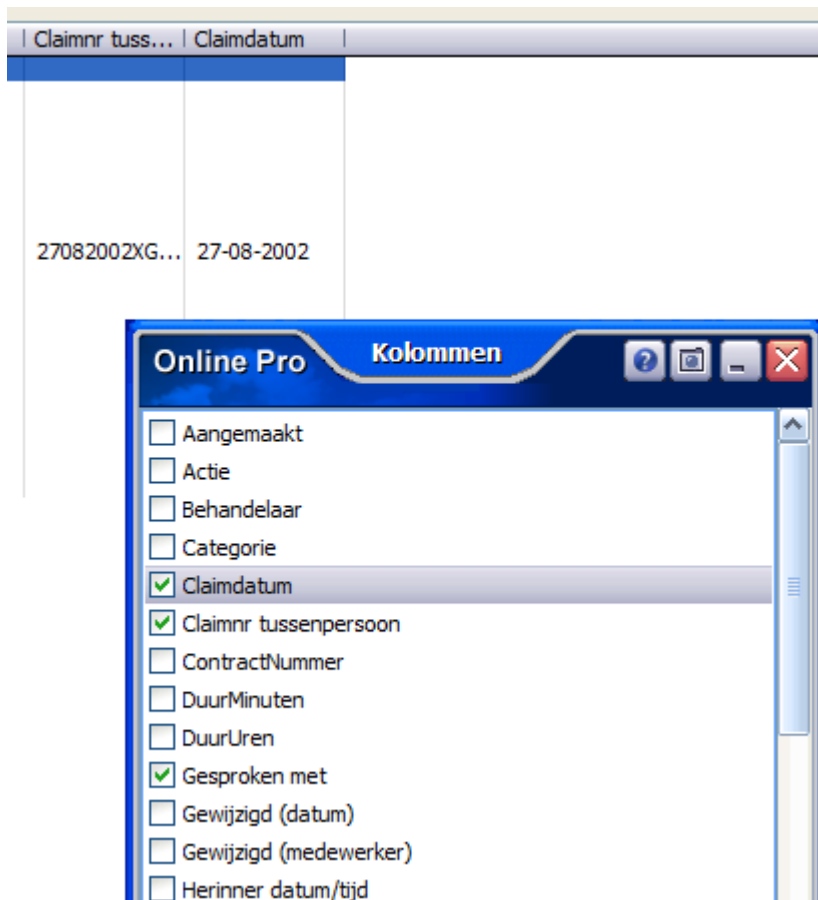 Claimnr tuss... Claimdatum
27082002XG... 27-08-2002
Online Pro Kolommen
Aangemaakt
Actie
Behandelaar
Categorie
Claimdatum
Claimnr tussenpersoon
ContractNummer
DuurMinuten
DuurUren
Gesproken met
Gewijzigd (datum)
Gewijzigd (medewerker)
Herinner datum/tijd